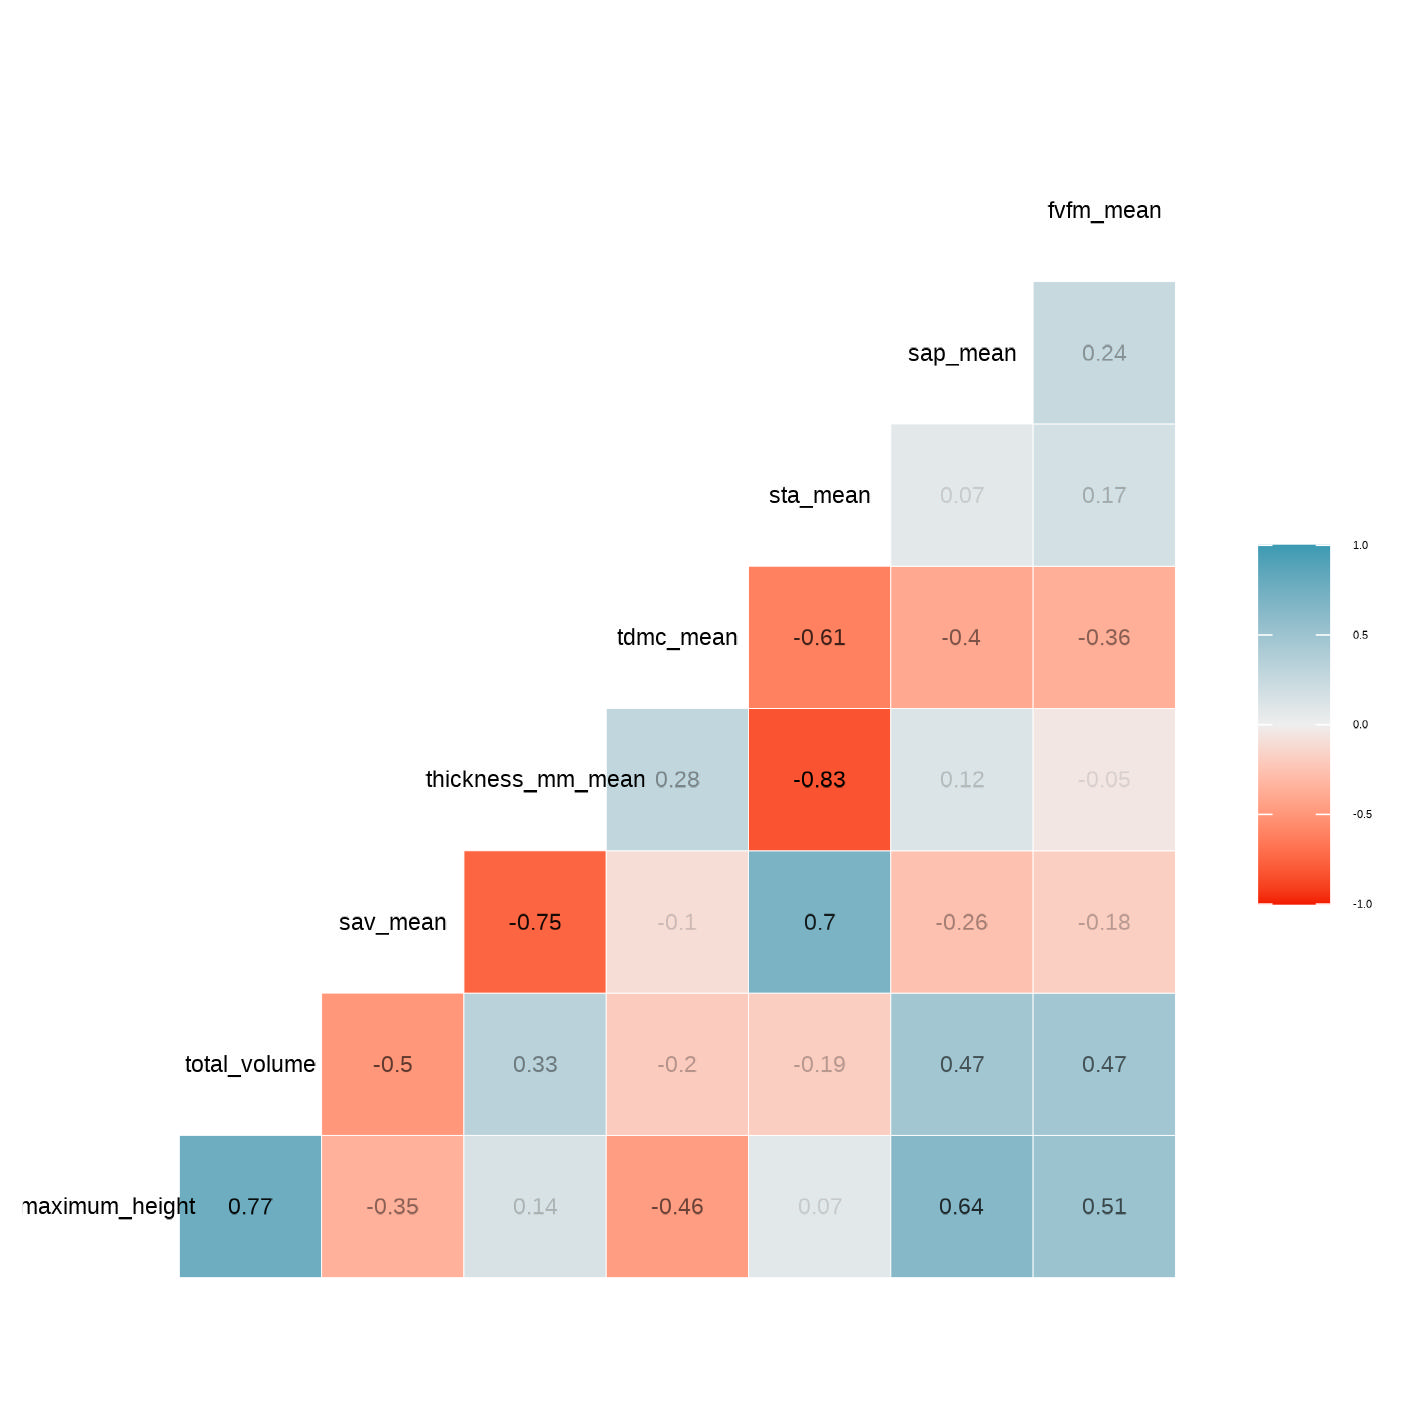 fvfm_mean
sap_mean 0.24
sta_mean 0.07 0.17
1.0
tdmc_mean -0.61 -0.4 -0.36
0.5
0.0
thickness_mm_mean 0.28 -0.83 0.12 -0.05
-0.5
-1.0
sav_mean -0.75 -0.1 0.7 -0.26 -0.18
total_volume -0.5 0.33 -0.2 -0.19 0.47 0.47
maximum_height 0.77 -0.35 0.14 -0.46 0.07 0.64 0.51